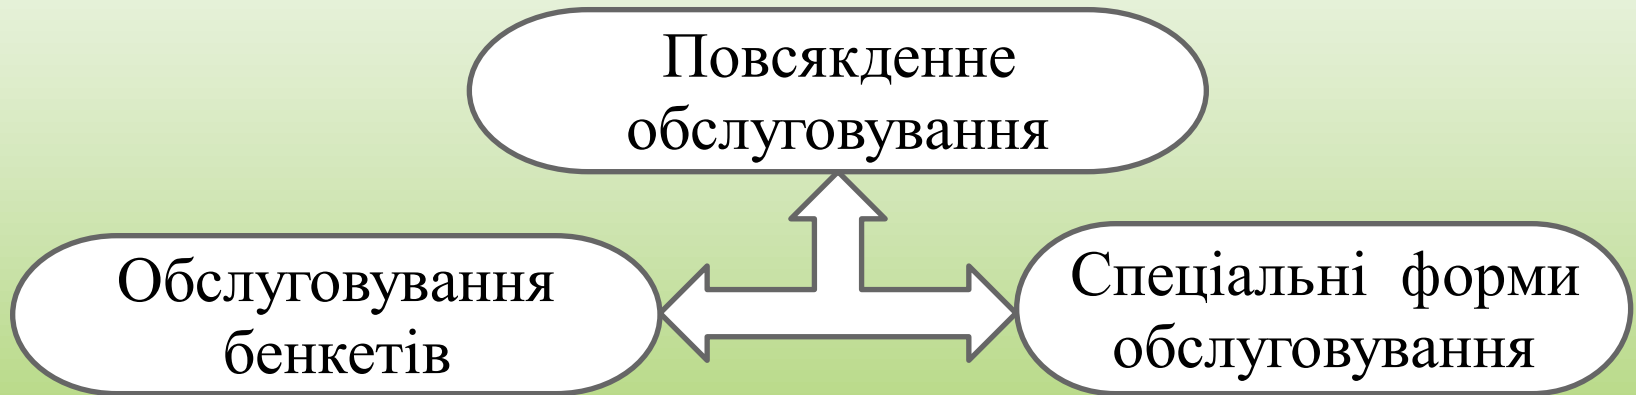 Повсякденне
обслуговування
Обслуговування
бенкетів
Спеціальні форми
обслуговування